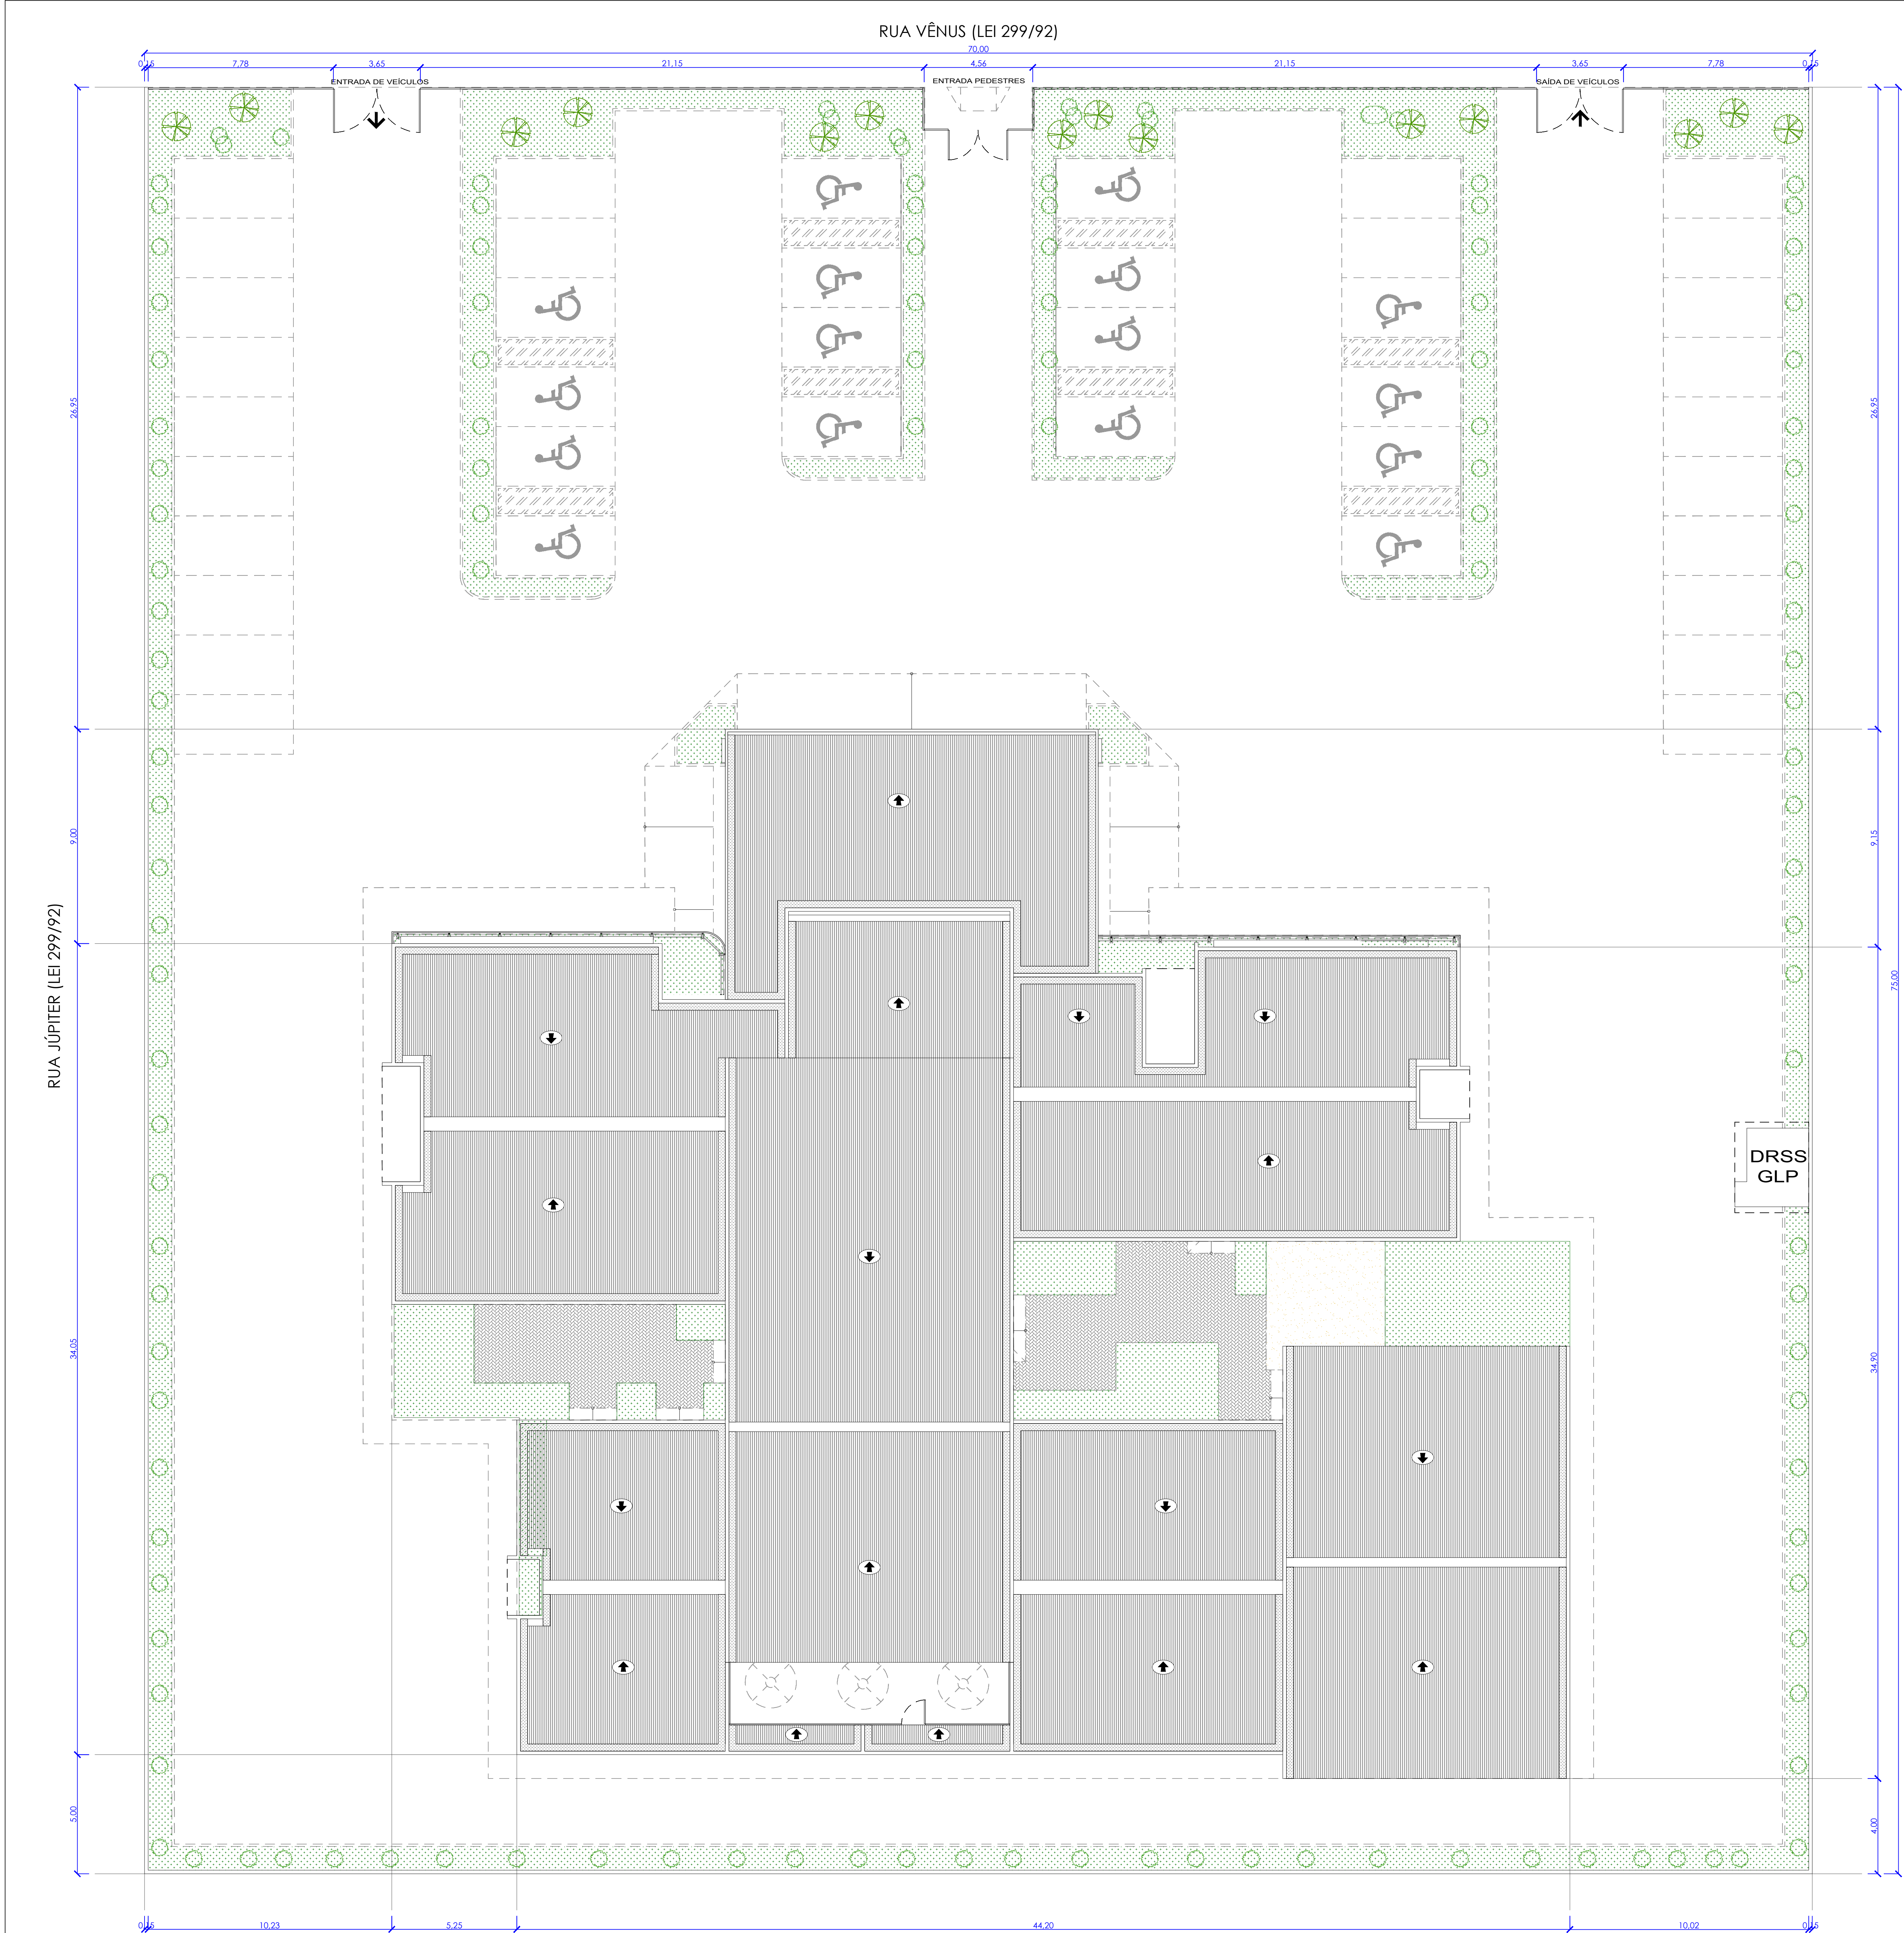 RUA VÊNUS (LEI 299/92)
70,00
0,15 7,78 3,65 21,15 4,56 21,15 3,65 7,78 0,15
ENTRADA DE VEÍCULOS ENTRADA PEDESTRES SAÍDA DE VEÍCULOS
26,95
26,95
9,00
9,15
RUA JÚPITER (LEI 299/92)
75,00
DRSS
GLP
34,05
34,90
5,00
4,00
0,15 10,23 5,25 44,20 10,02 0,15